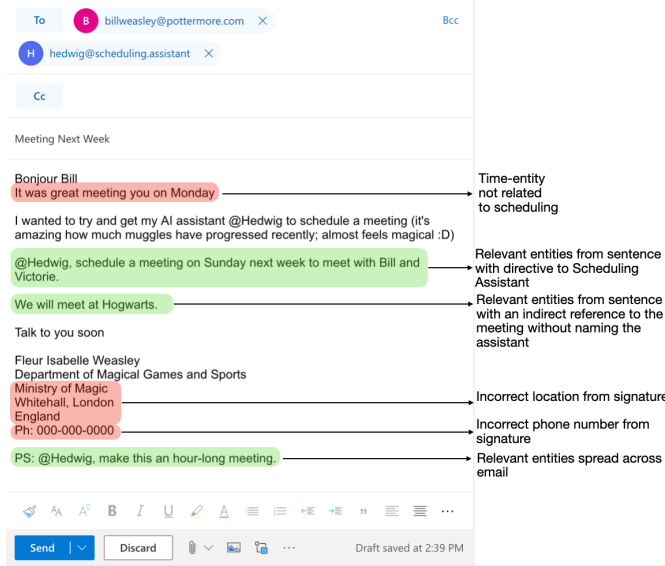 To B billweasley@pottermore.com × Bcc
H hedwig@scheduling.assistant ×
Cc
Meeting Next Week
Bonjour Bill
It was great meeting you on Monday
Time-entity
not related
to scheduling
I wanted to try and get my AI assistant @Hedwig to schedule a meeting (it's
amazing how much muggles have progressed recently; almost feels magical :D)
@Hedwig, schedule a meeting on Sunday next week to meet with Bill and
Victorie.
Relevant entities from sentence
with directive to Scheduling
Assistant
We will meet at Hogwarts.
Relevant entities from sentence
with an indirect reference to the
meeting without naming the
assistant
Talk to you soon
Fleur Isabelle Weasley
Department of Magical Games and Sports
Ministry of Magic
Whitehall, London
England
Incorrect location from signature
Ph: 000-000-0000
Incorrect phone number from
signature
PS: @Hedwig, make this an hour-long meeting.
Relevant entities spread across
email
AA A B I U A
Send Discard Draft saved at 2:39 PM